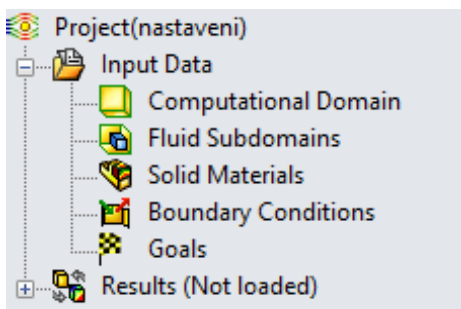 Project(nastaveni)
Input Data
Computational Domain
Fluid Subdomains
Solid Materials
Boundary Conditions
Goals
Results (Not loaded)